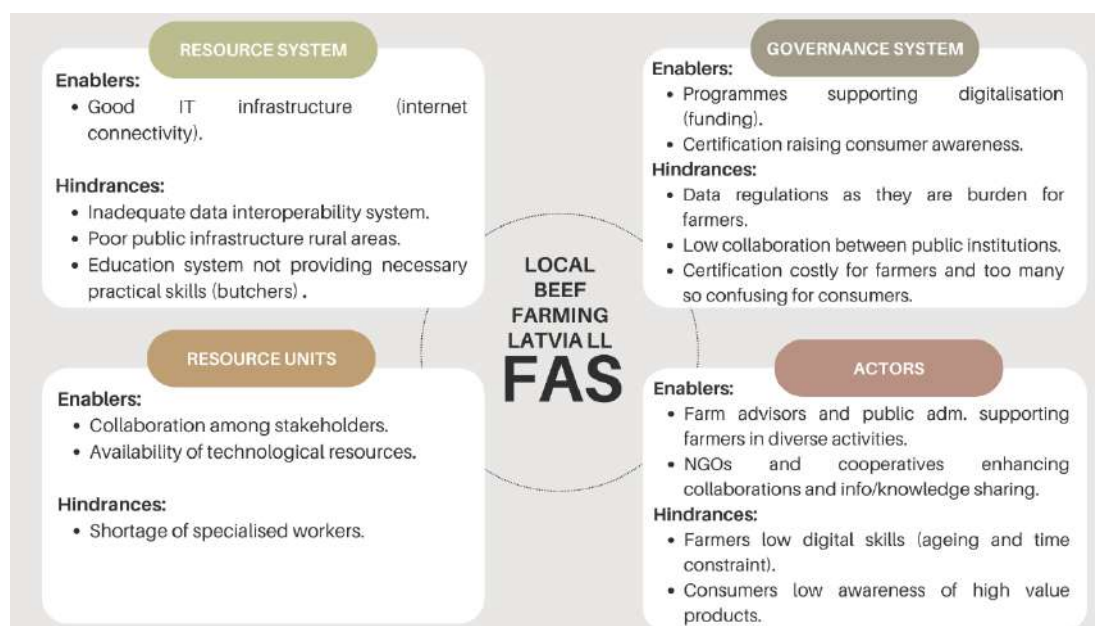 RESOURCE SYSTEM
Enablers:
• Good IT infrastructure (internet
connectivity).
Hindrances:
• Inadequate data interoperability system.
• Poor public infrastructure rural areas.
• Education system not providing necessary
practical skills (butchers) .
GOVERNANCE SYSTEM
Enablers:
• Programmes supporting digitalisation
(funding).
• Certification raising consumer awareness.
Hindrances:
• Data regulations as they are burden for
farmers.
• Low collaboration between public institutions.
• Certification costly for farmers and too many
so confusing for consumers.
LOCAL
BEEF
FARMING
LATVIA LL
FAS
RESOURCE UNITS
Enablers:
• Collaboration among stakeholders.
• Availability of technological resources.
Hindrances:
• Shortage of specialised workers.
ACTORS
Enablers:
• Farm advisors and public adm. supporting
farmers in diverse activities.
• NGOs and cooperatives enhancing
collaborations and info/knowledge sharing.
Hindrances:
• Farmers low digital skills (ageing and time
constraint).
• Consumers low awareness of high value
products.